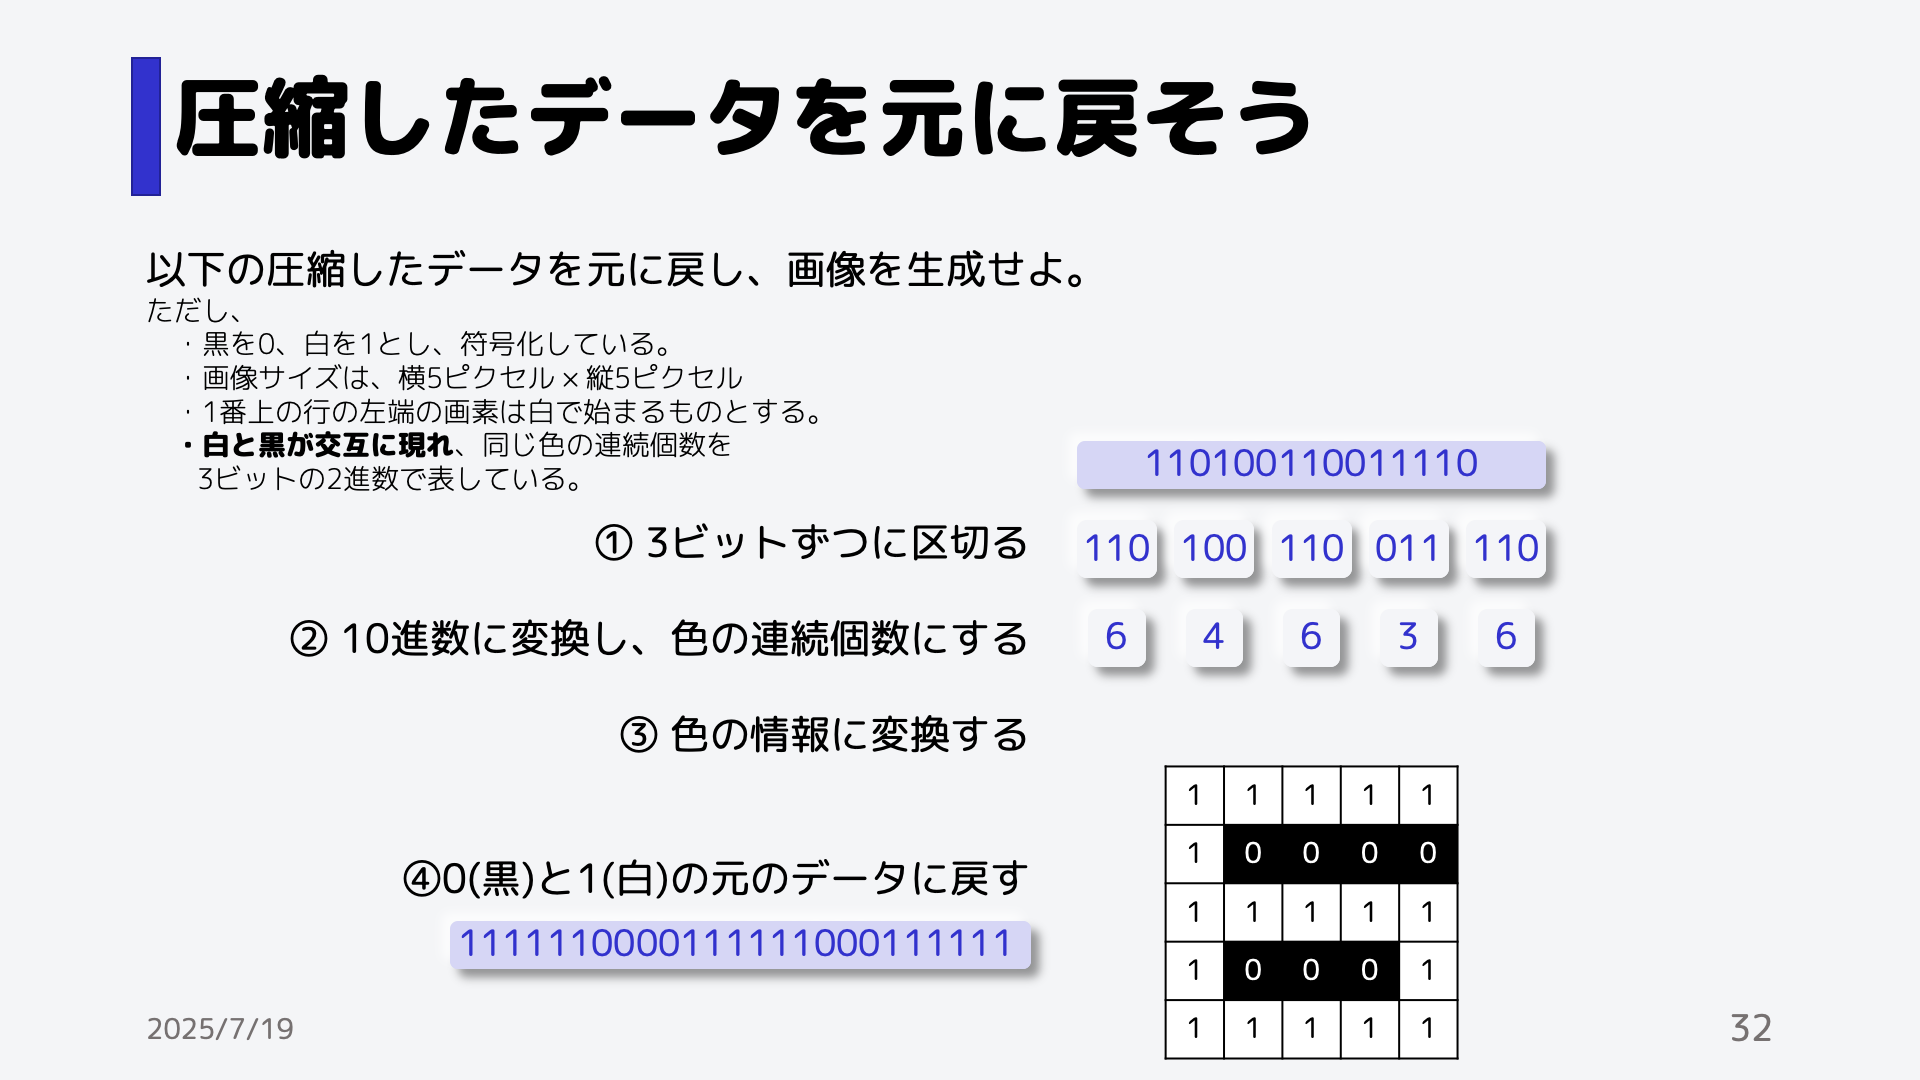 圧縮したデータを元に戻そう
以下の圧縮したデータを元に戻し、画像を生成せよ。
ただし、
・黒を0、白を1とし、符号化している。
・画像サイズは、横5ピクセル × 縦5ピクセル
・1番上の行の左端の画素は白で始まるものとする。
・白と黒が交互に現れ、同じ色の連続個数を
3ビットの2進数で表している。
110100110011110
① 3ビットずつに区切る
110 100 110 011 110
② 10進数に変換し、色の連続個数にする
6 4 6 3 6
③ 色の情報に変換する
1 1 1 1 1
1 0 0 0 0
1 1 1 1 1
1 0 0 0 1
1 1 1 1 1
④0(黒)と1(白)の元のデータに戻す
1111110000111111000111111
2025/7/19
32